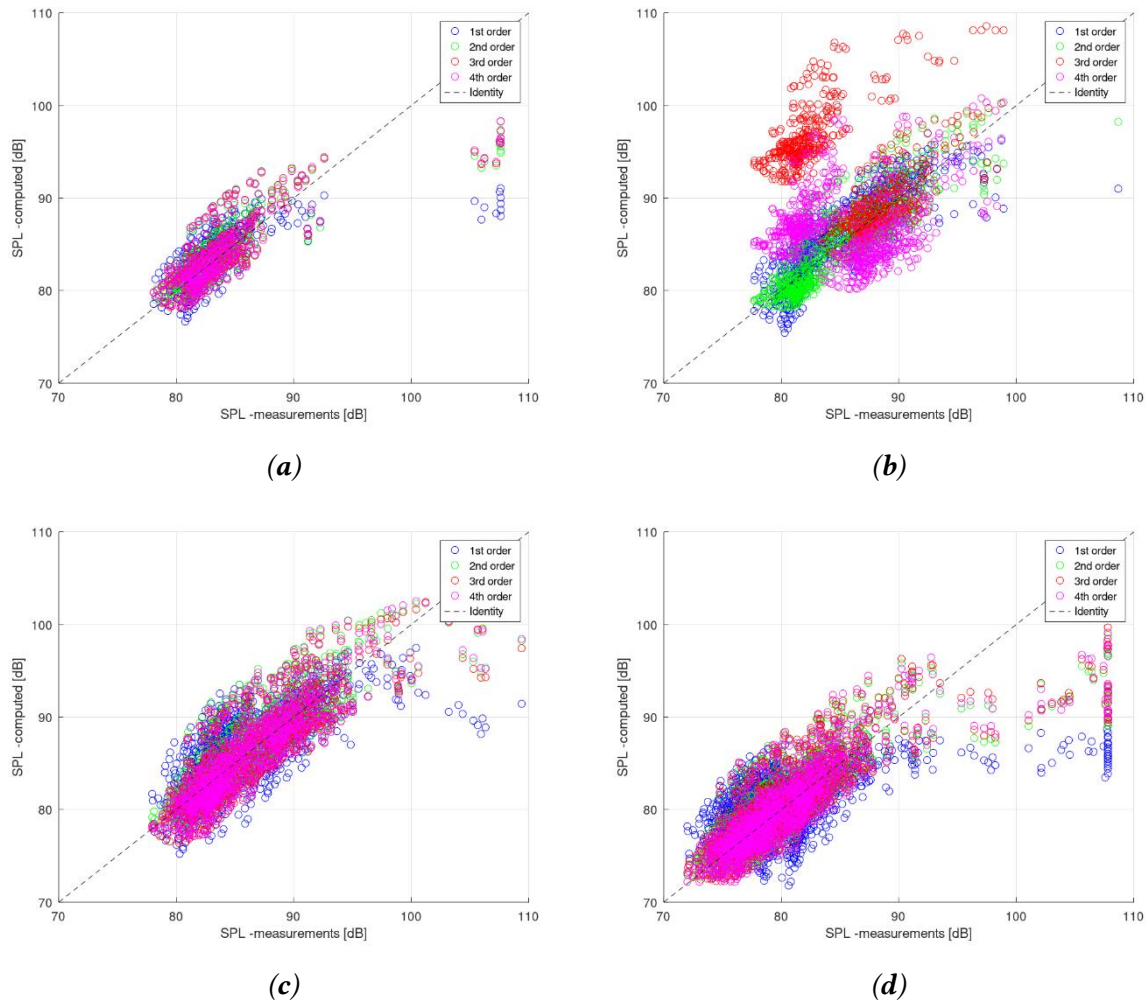 110
100
90
80
70
SPL -computed [dB]
70 80 90 100 110
SPL -measurements [dB]
1st order
2nd order
3rd order
4th order
Identity
(a)
110
100
90
80
70
SPL -computed [dB]
70 80 90 100 110
SPL -measurements [dB]
1st order
2nd order
3rd order
4th order
Identity
(b)
110
100
90
80
70
SPL -computed [dB]
70 80 90 100 110
SPL -measurements [dB]
1st order
2nd order
3rd order
4th order
Identity
(c)
110
100
90
80
70
SPL -computed [dB]
70 80 90 100 110
SPL -measurements [dB]
1st order
2nd order
3rd order
4th order
Identity
(d)